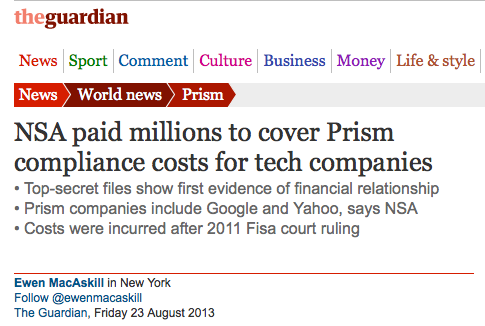 theguardian
News Sport Comment Culture Business Money Life & style
News World news Prism
NSA paid millions to cover Prism
compliance costs for tech companies
• Top-secret files show first evidence of financial relationship
• Prism companies include Google and Yahoo, says NSA
• Costs were incurred after 2011 Fisa court ruling
Ewen MacAskill in New York
Follow @ewenmacaskill
The Guardian, Friday 23 August 2013